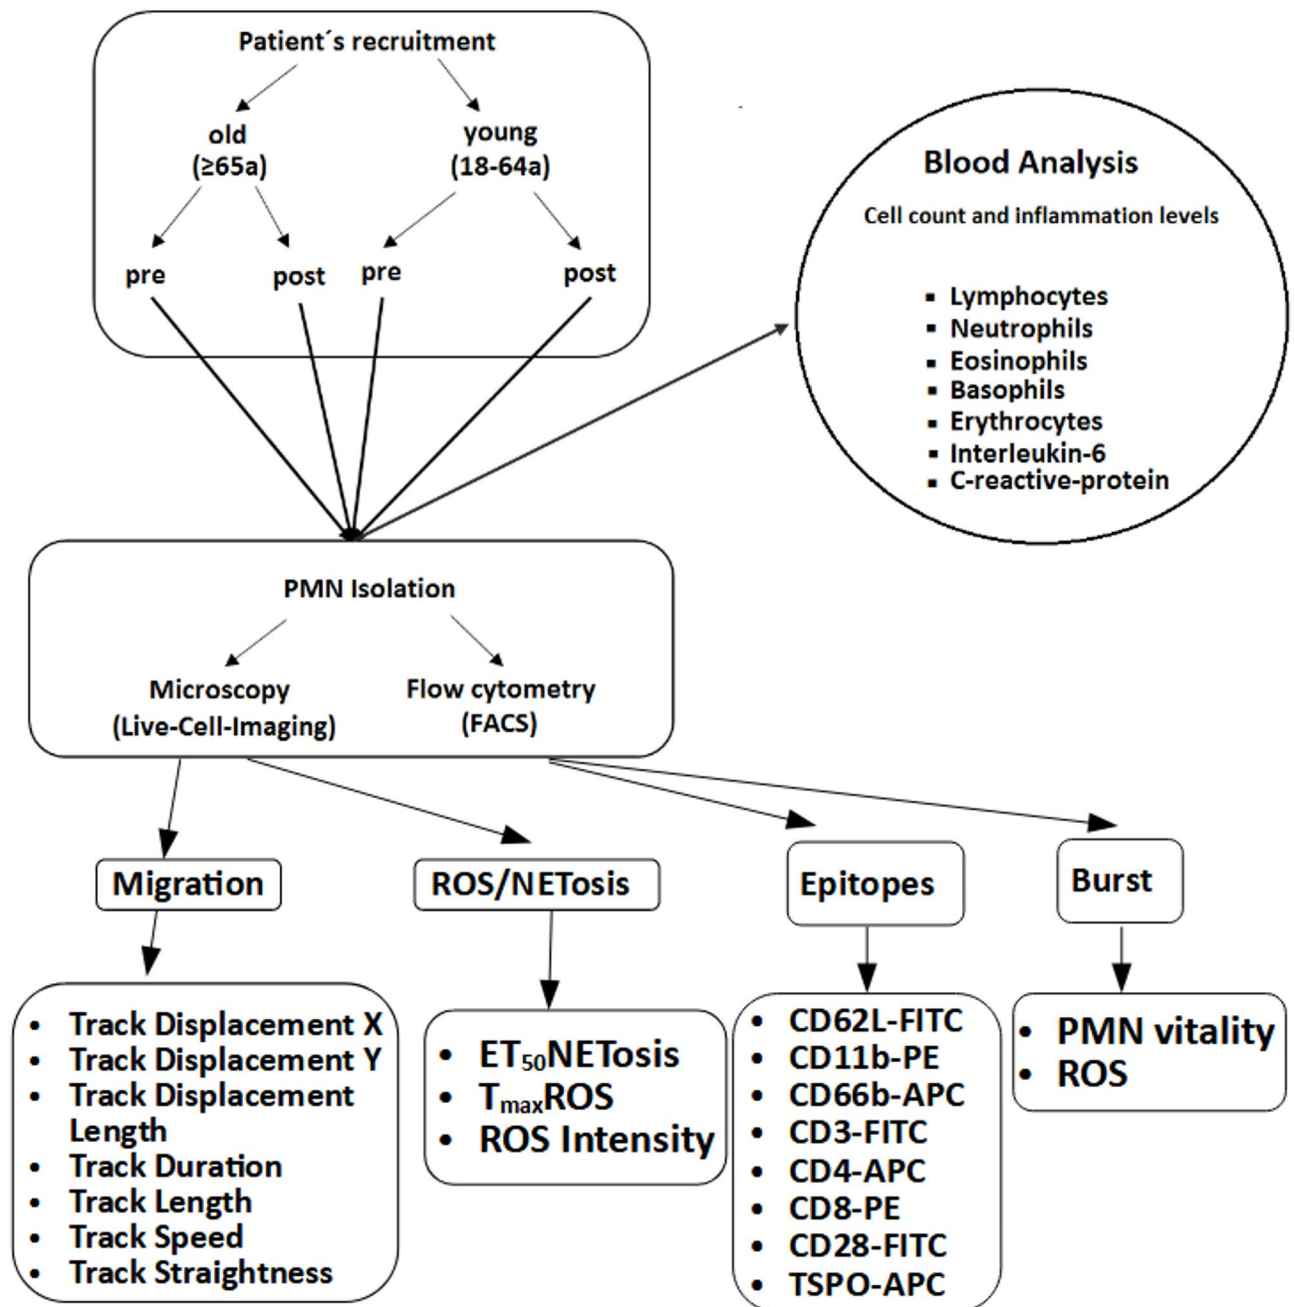 Patient´s recruitment
old
(≥65a)
young
(18-64a)
pre
post
pre
post
Blood Analysis
Cell count and inflammation levels
▪ Lymphocytes
▪ Neutrophils
▪ Eosinophils
▪ Basophils
▪ Erythrocytes
▪ Interleukin-6
▪ C-reactive-protein
PMN Isolation
Microscopy
(Live-Cell-Imaging)
Flow cytometry
(FACS)
Migration
ROS/NETosis
Epitopes
Burst
• Track Displacement X
• Track Displacement Y
• Track Displacement
Length
• Track Duration
• Track Length
• Track Speed
• Track Straightness
• ET₅₀NETosis
• TmaxROS
• ROS Intensity
• CD62L-FITC
• CD11b-PE
• CD66b-APC
• CD3-FITC
• CD4-APC
• CD8-PE
• CD28-FITC
• TSPO-APC
• PMN vitality
• ROS